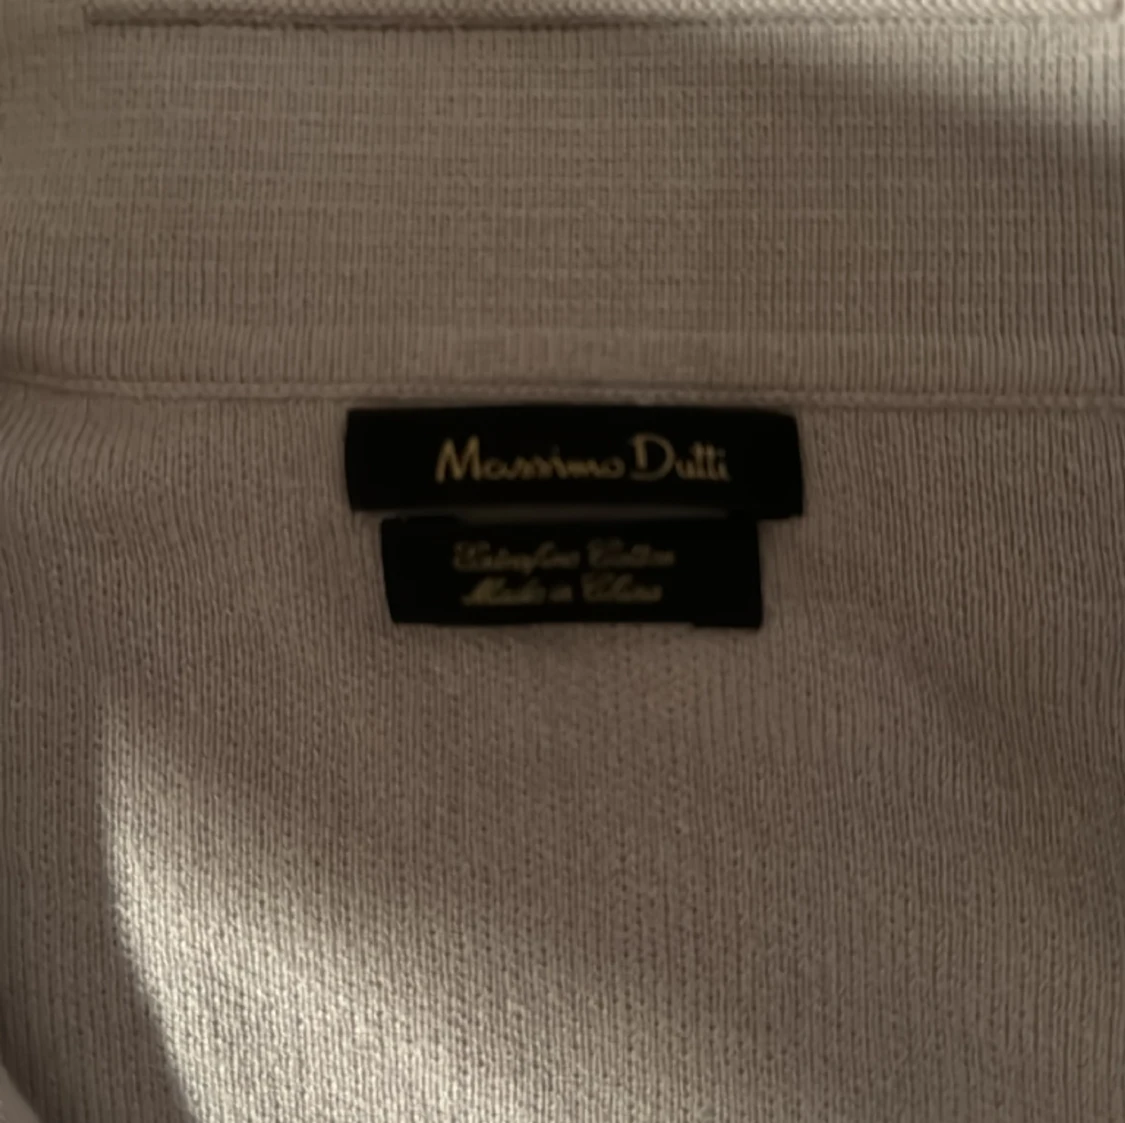 Massimo Dutti
Extrafine Cotton
Made in China